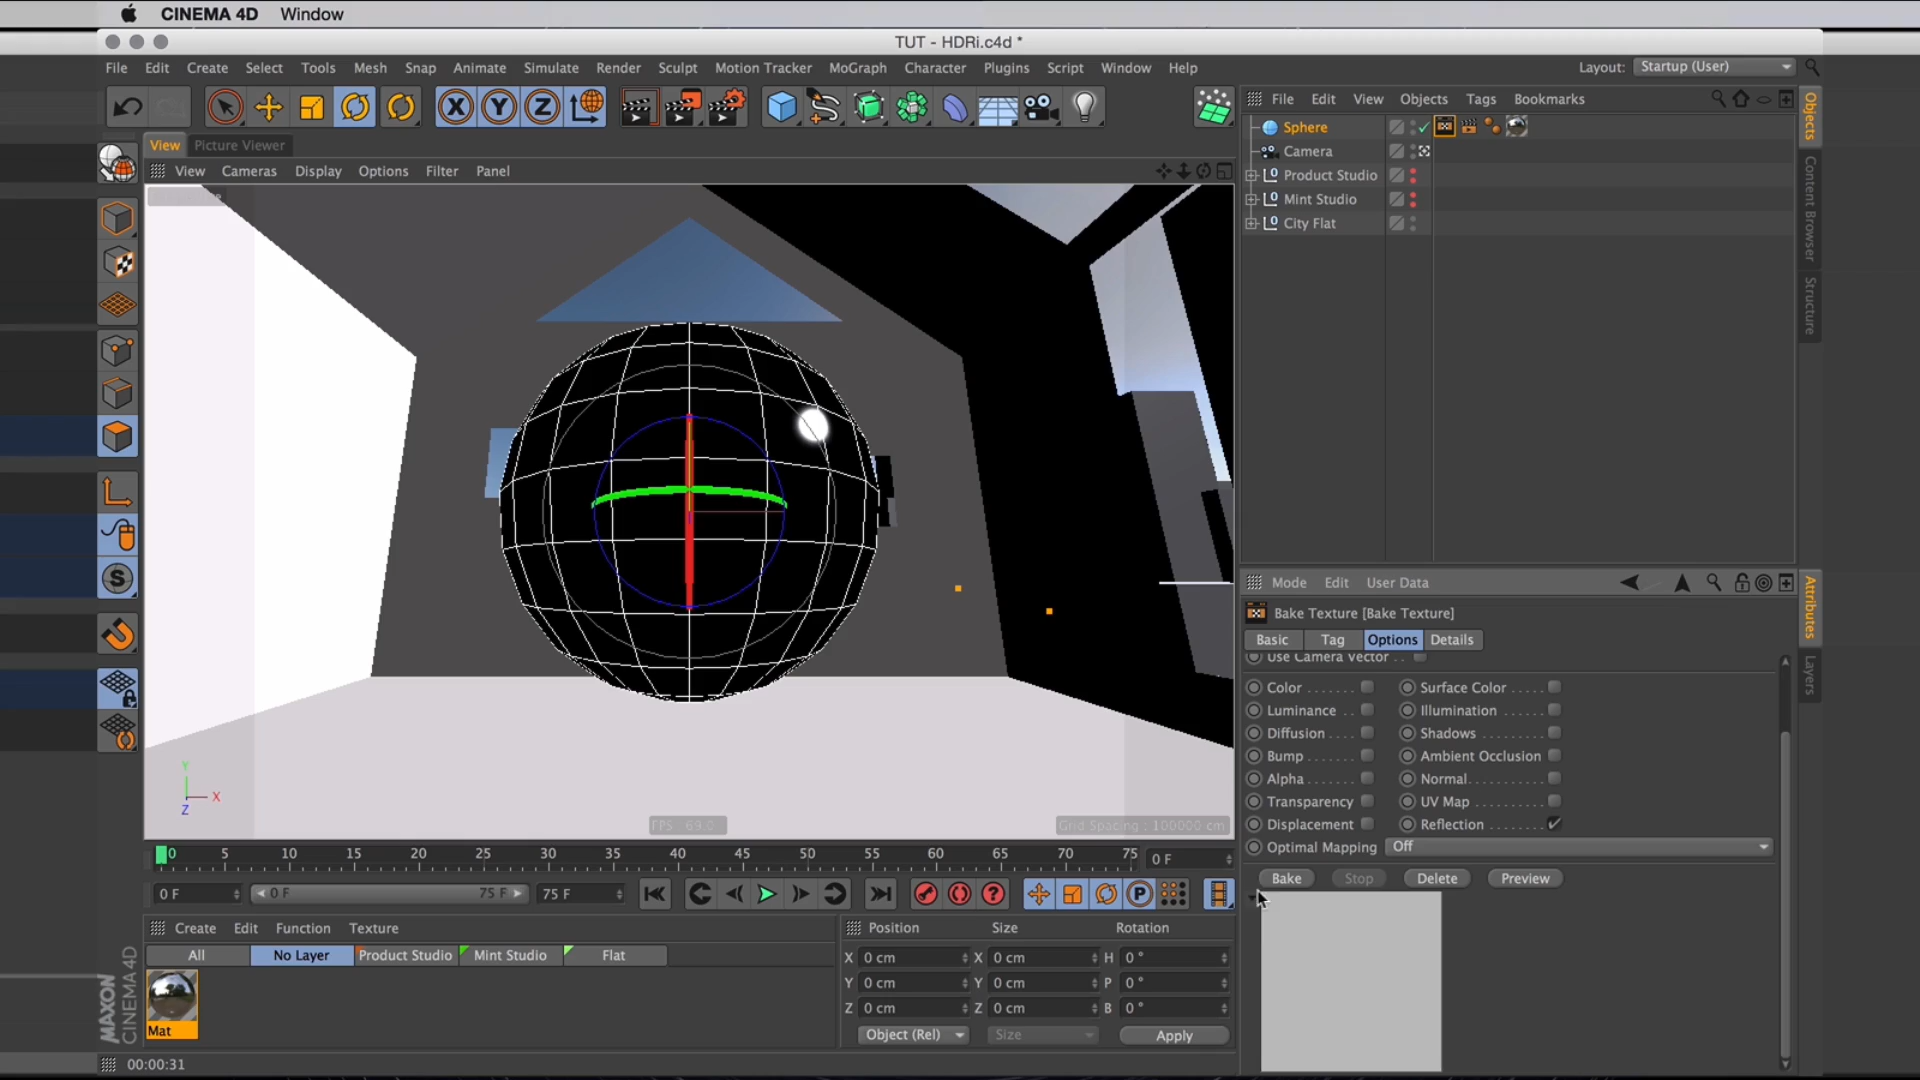 CINEMA 4D Window
TUT - HDRi.c4d *
File Edit Create Select Tools Mesh Snap Animate Simulate Render Sculpt Motion Tracker MoGraph Character Plugins Script Window Help Layout: Startup (User)
X Y Z
File Edit View Objects Tags Bookmarks
View Picture Viewer
View Cameras Display Options Filter Panel
Sphere
Camera
Product Studio
Mint Studio
City Flat
Objects
Content Browser
Structure
Attributes
Layers
Mode Edit User Data
Bake Texture [Bake Texture]
Basic Tag Options Details
Use Camera Vector . .
Color . . . . . . . Surface Color . . . . .
Luminance . . Illumination . . . . . .
Diffusion . . . . Shadows . . . . . . . . .
Bump . . . . . . . Ambient Occlusion
Alpha . . . . . . . Normal. . . . . . . . . .
Transparency UV Map . . . . . . . . .
Displacement Reflection . . . . . . . .
Optimal Mapping Off
Bake Stop Delete Preview
Y
X
Z
FPS : 69.0
Grid Spacing : 100000 cm
0 5 10 15 20 25 30 35 40 45 50 55 60 65 70 75 0 F
0 F 0 F 75 F 75 F
P
Create Edit Function Texture
All No Layer Product Studio Mint Studio Flat
Mat
Position Size Rotation
X 0 cm X 0 cm H 0 °
Y 0 cm Y 0 cm P 0 °
Z 0 cm Z 0 cm B 0 °
Object (Rel) Size Apply
MAXON
CINEMA 4D
00:00:31